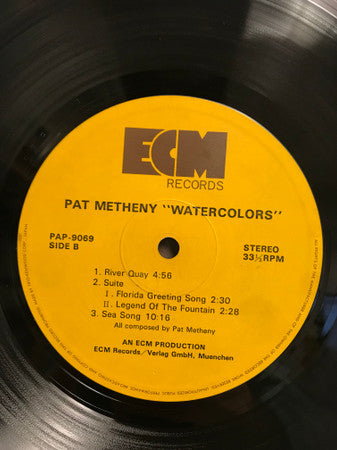 ECM
RECORDS
PAT METHENY "WATERCOLORS"
PAP-9069
SIDE B
STEREO
33⅓RPM
1. River Quay 4:56
2. Suite
I. Florida Greeting Song 2:30
II. Legend Of The Fountain 2:28
3. Sea Song 10:16
All composed by Pat Metheny
AN ECM PRODUCTION
ECM Records/Verlag GmbH, Muenchen